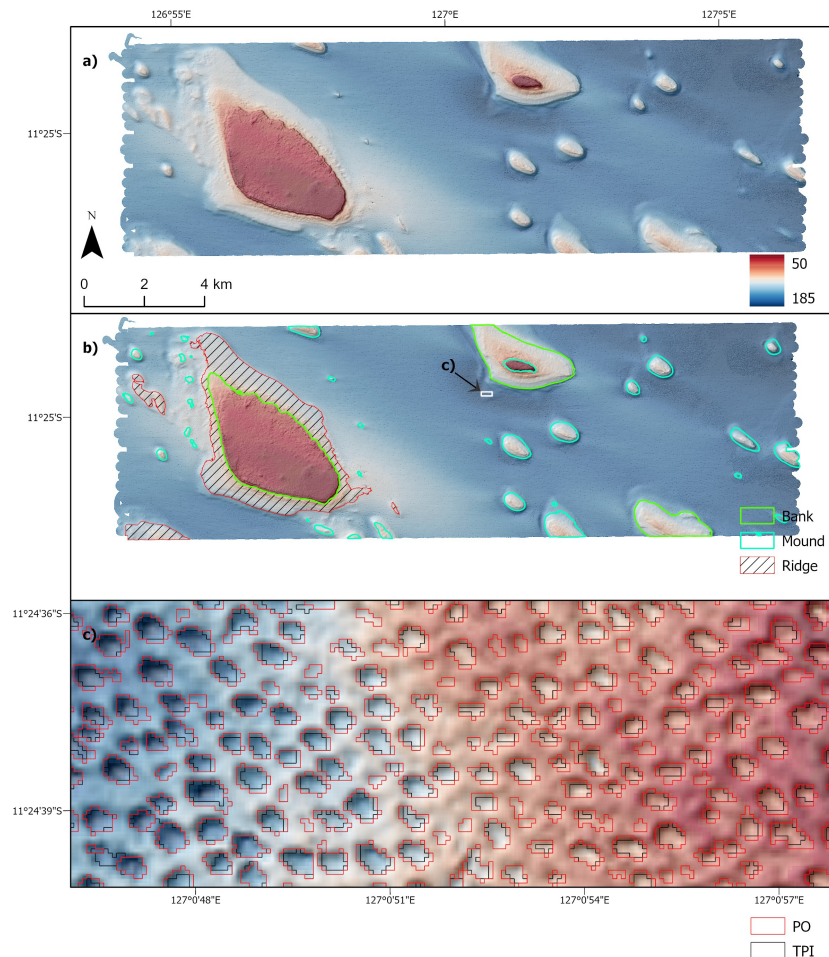 126°55'E 127°E 127°5'E
a)
11°25'S
N
0 2 4 km
50
185
b)
c)
11°25'S
Bank
Mound
Ridge
11°24'36"S
c)
11°24'39"S
127°0'48"E 127°0'51"E 127°0'54"E 127°0'57"E
PO
TPI